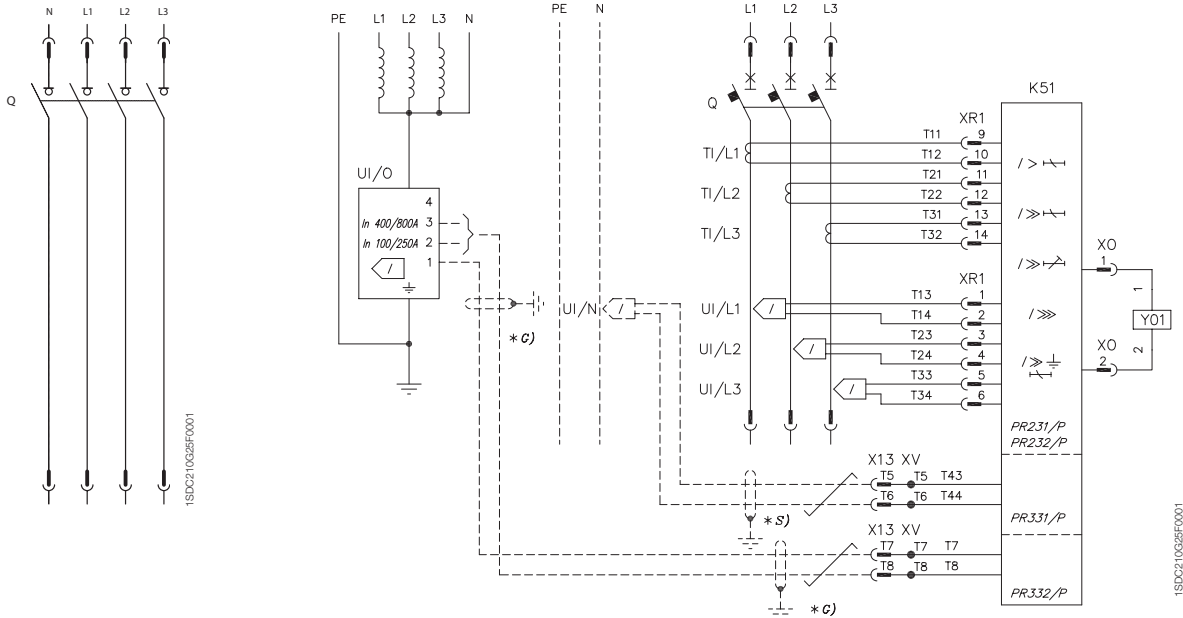 N L1 L2 L3
Q
1SDC210G25F0001
PE L1 L2 L3 N
UI/O
4
In 400/800A 3
In 100/250A 2
/ 1
*G)
PE N
UI/N /
L1 L2 L3
Q
K51
XR1
TI/L1 T11 9
T12 10
TI/L2 T21 11
T22 12
TI/L3 T31 13
T32 14
XR1
UI/L1 / T13 1
T14 2
UI/L2 / T23 3
T24 4
UI/L3 / T33 5
T34 6
/ >
/ >>
/ >>
/ >>>
/ >>
PR231/P
PR232/P
XO
1
1
Y01
2
XO
2
X13 XV
T5 T5 T43
T6 T6 T44
*S)
PR331/P
X13 XV
T7 T7 T7
T8 T8 T8
*G)
PR332/P
1SDC210G25F0001